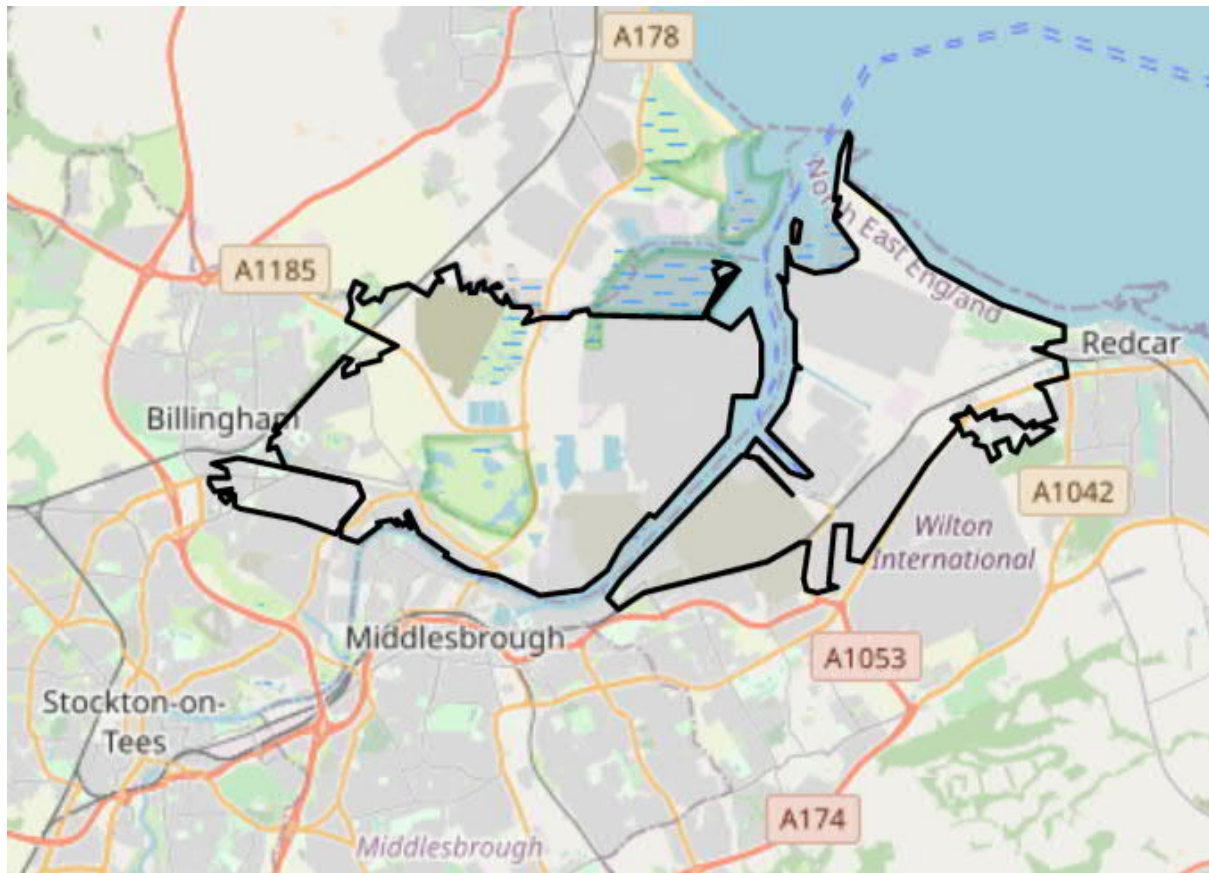 A178
North East England
A1185
Redcar
Billingham
A1042
Wilton
International
Middlesbrough
A1053
Stockton-on-
Tees
A174
Middlesbrough